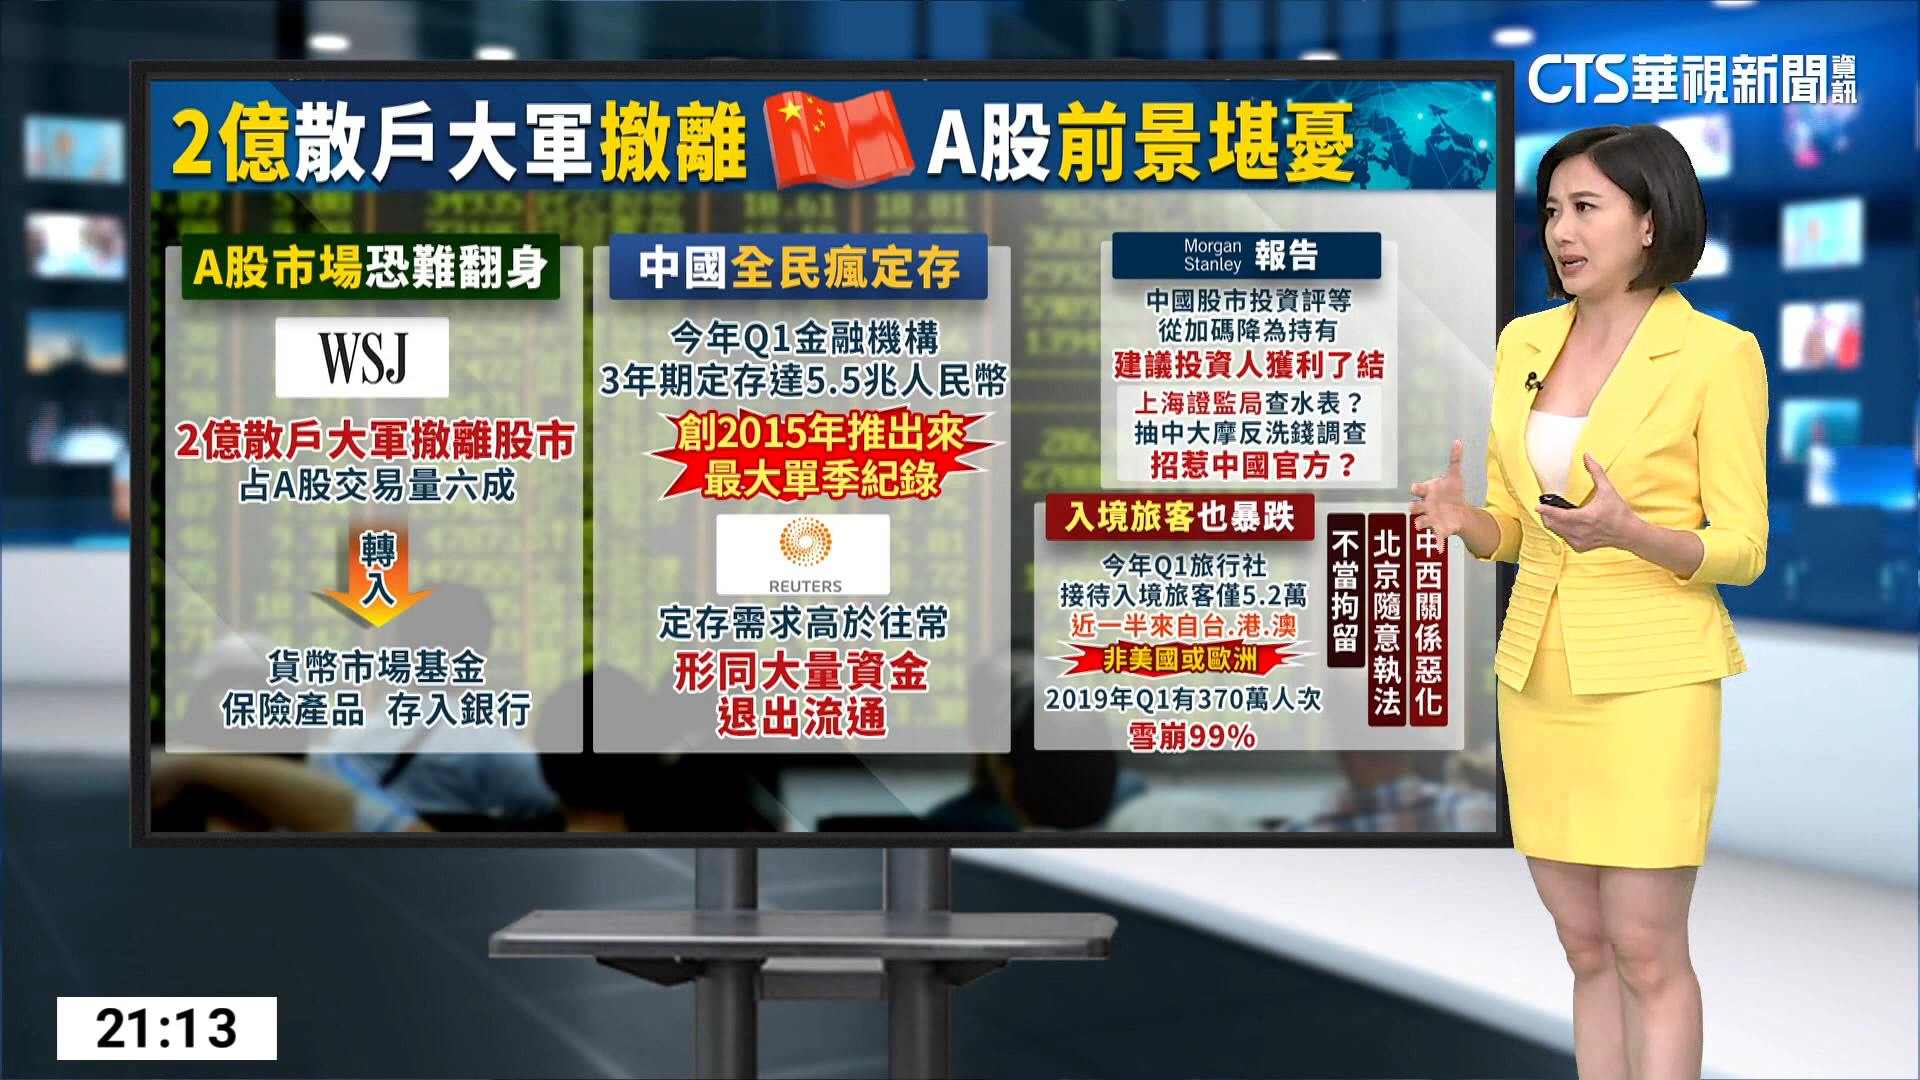 CTS華視新聞資訊
2億散戶大軍撤離 A股前景堪憂
A股市場恐難翻身
WSJ
2億散戶大軍撤離股市
占A股交易量六成
轉入
貨幣市場基金
保險產品 存入銀行
中國全民瘋定存
今年Q1金融機構
3年期定存達5.5兆人民幣
創2015年推出來
最大單季紀錄
REUTERS
定存需求高於往常
形同大量資金
退出流通
Morgan Stanley 報告
中國股市投資評等
從加碼降為持有
建議投資人獲利了結
上海證監局查水表？
抽中大摩反洗錢調查
招惹中國官方？
入境旅客也暴跌
今年Q1旅行社
接待入境旅客僅5.2萬
近一半來自台.港.澳
非美國或歐洲
2019年Q1有370萬人次
雪崩99%
中西關係惡化
北京隨意執法
不當拘留
21:13